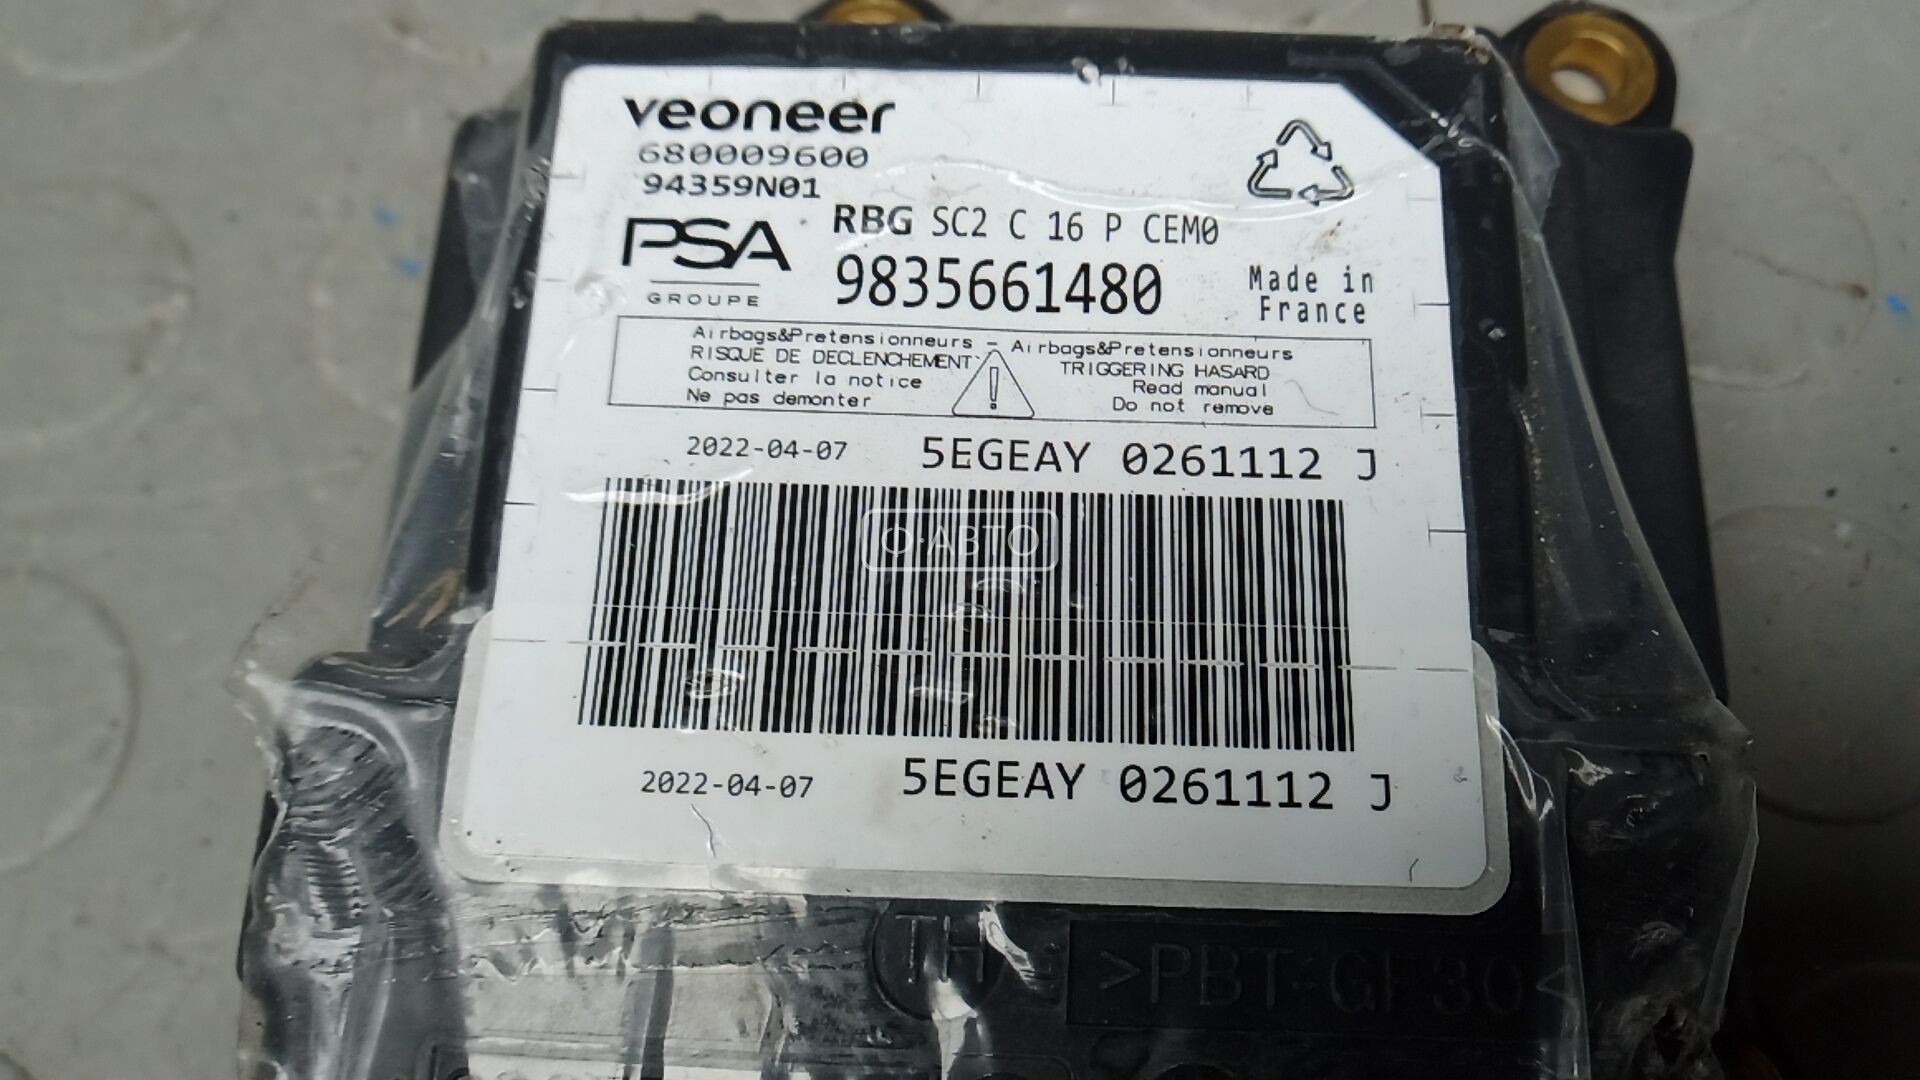 veoneer
680009600
94359N01
PSA
GROUPE
RBG SC2 C 16 P CEM0
9835661480
Made in
France
Airbags&Pretensionneurs - Airbags&Pretensionneurs
RISQUE DE DECLENCHEMENT
Consulter la notice
Ne pas demonter
TRIGGERING HASARD
Read manual
Do not remove
2022-04-07 5EGEAY 0261112 J
О·АВТО
2022-04-07 5EGEAY 0261112 J
TH
>PBT-GF30<